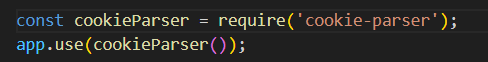 const cookieParser = require('cookie-parser');
app.use(cookieParser());